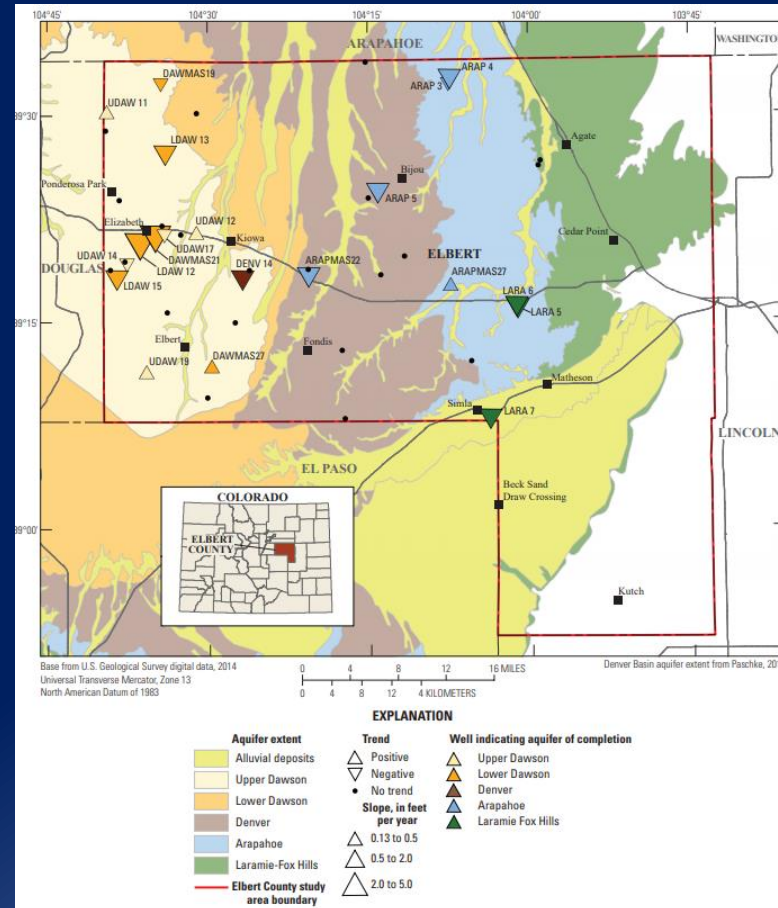 104°45'
104°30'
104°15'
104°00'
103°45'
ARAPAHOE
WASHINGTON
DAWMAS19
ARAP 4
ARAP 3
UDAW 11
39°30'
LDAW 13
Agate
Bijou
Ponderosa Park
ARAP 5
Elizabeth
UDAW 12
Cedar Point
Kiowa
ELBERT
UDAW17
UDAW 14
DAWMAS21
DENV 14
ARAPMAS22
ARAPMAS27
DOUGLAS
LDAW 12
LARA 6
LDAW 15
LARA 5
39°15'
Elbert
Fondis
UDAW 19
DAWMAS27
Matheson
Simla
LARA 7
LINCOLN
EL PASO
Beck Sand
Draw Crossing
COLORADO
ELBERT
COUNTY
39°00'
Kutch
Base from U.S. Geological Survey digital data, 2014
Universal Transverse Mercator, Zone 13
North American Datum of 1983
0 4 8 12 16 MILES
0 4 8 12 4 KILOMETERS
Denver Basin aquifer extent from Paschke, 20
EXPLANATION
Aquifer extent
Alluvial deposits
Upper Dawson
Lower Dawson
Denver
Arapahoe
Laramie-Fox Hills
Elbert County study
area boundary
Trend
Positive
Negative
No trend
Slope, in feet
per year
0.13 to 0.5
0.5 to 2.0
2.0 to 5.0
Well indicating aquifer of completion
Upper Dawson
Lower Dawson
Denver
Arapahoe
Laramie Fox Hills